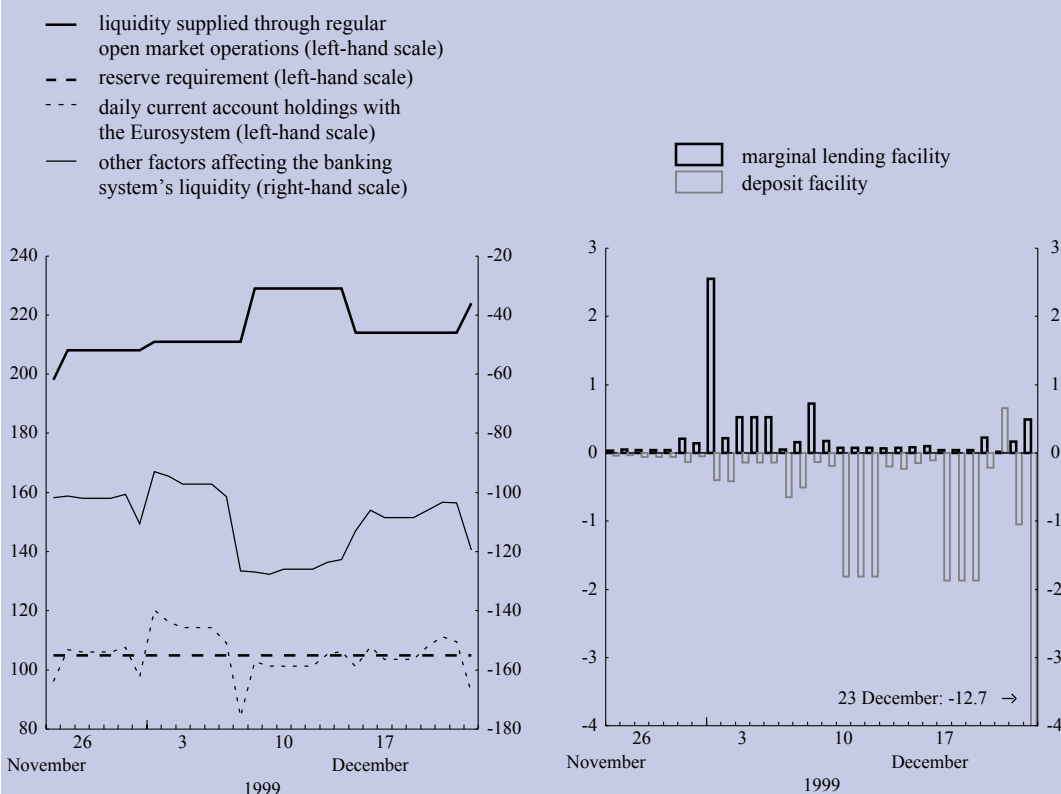 liquidity supplied through regular
open market operations (left-hand scale)
reserve requirement (left-hand scale)
daily current account holdings with
the Eurosystem (left-hand scale)
other factors affecting the banking
system's liquidity (right-hand scale)
marginal lending facility
deposit facility
240 -20
220 -40
200 -60
180 -80
160 -100
140 -120
120 -140
100 -160
80 -180
26 3 10 17
November December
1999
3 3
2 2
1 1
0 0
-1 -1
-2 -2
-3 -3
23 December: -12.7 →
-4 -4
26 3 10 17
November December
1999